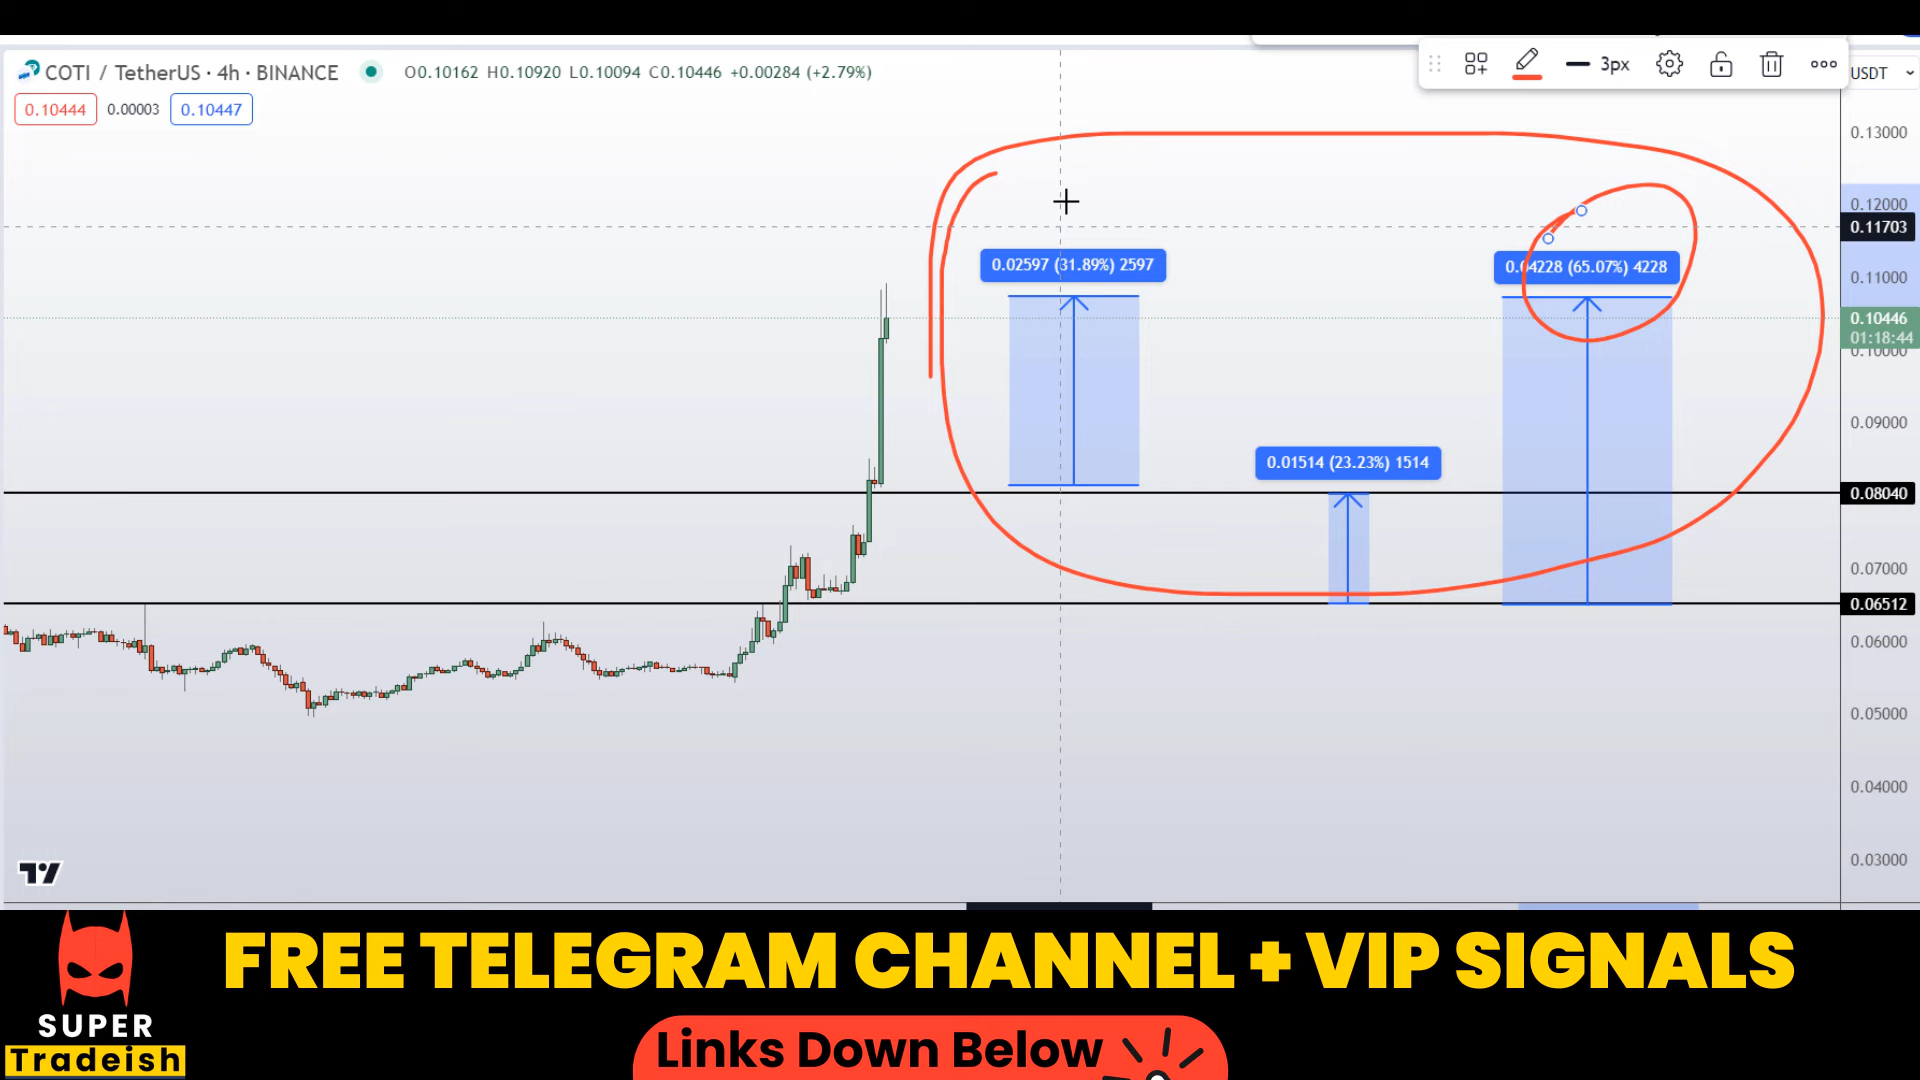 COTI / TetherUS · 4h · BINANCE O0.10162 H0.10920 L0.10094 C0.10446 +0.00284 (+2.79%)
3px
USDT
0.10444 0.00003 0.10447
0.13000
0.12000
0.11703
0.02597 (31.89%) 2597
0.04228 (65.07%) 4228
0.11000
0.10446
01:18:44
0.10000
0.09000
0.01514 (23.23%) 1514
0.08040
0.07000
0.06512
0.06000
0.05000
0.04000
0.03000
FREE TELEGRAM CHANNEL + VIP SIGNALS
SUPER
Tradeish
Links Down Below